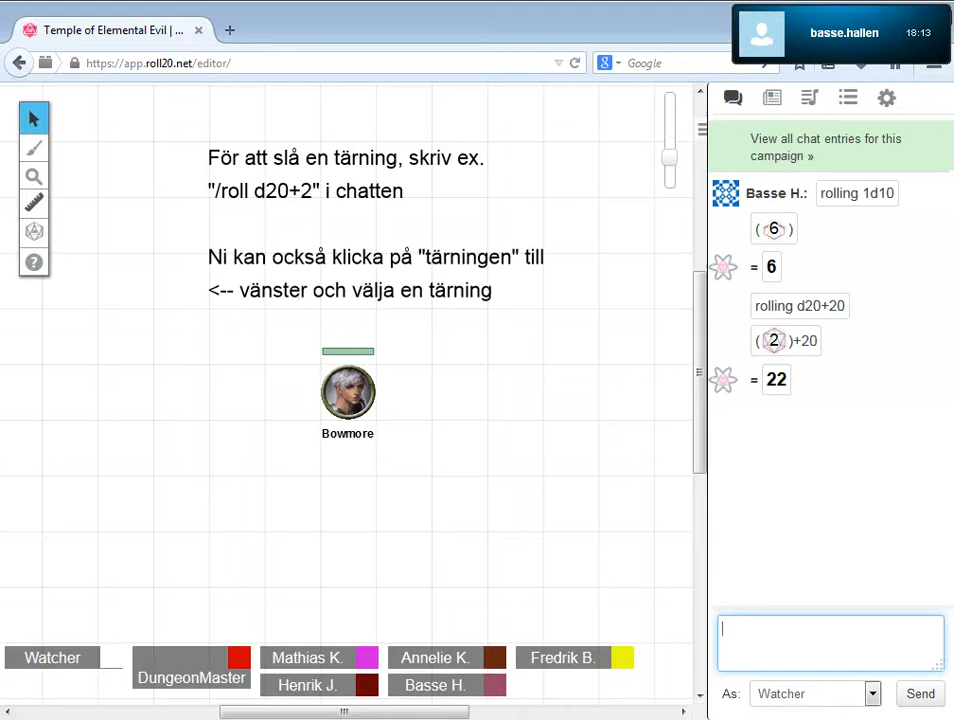 Temple of Elemental Evil | ...
basse.hallen 18:13
https://app.roll20.net/editor/
Google
För att slå en tärning, skriv ex.
"/roll d20+2" i chatten
Ni kan också klicka på "tärningen" till
<-- vänster och välja en tärning
Bowmore
View all chat entries for this
campaign »
Basse H.: rolling 1d10
(6)
= 6
rolling d20+20
(2)+20
= 22
Watcher
DungeonMaster
Mathias K.
Annelie K.
Fredrik B.
Henrik J.
Basse H.
As: Watcher Send